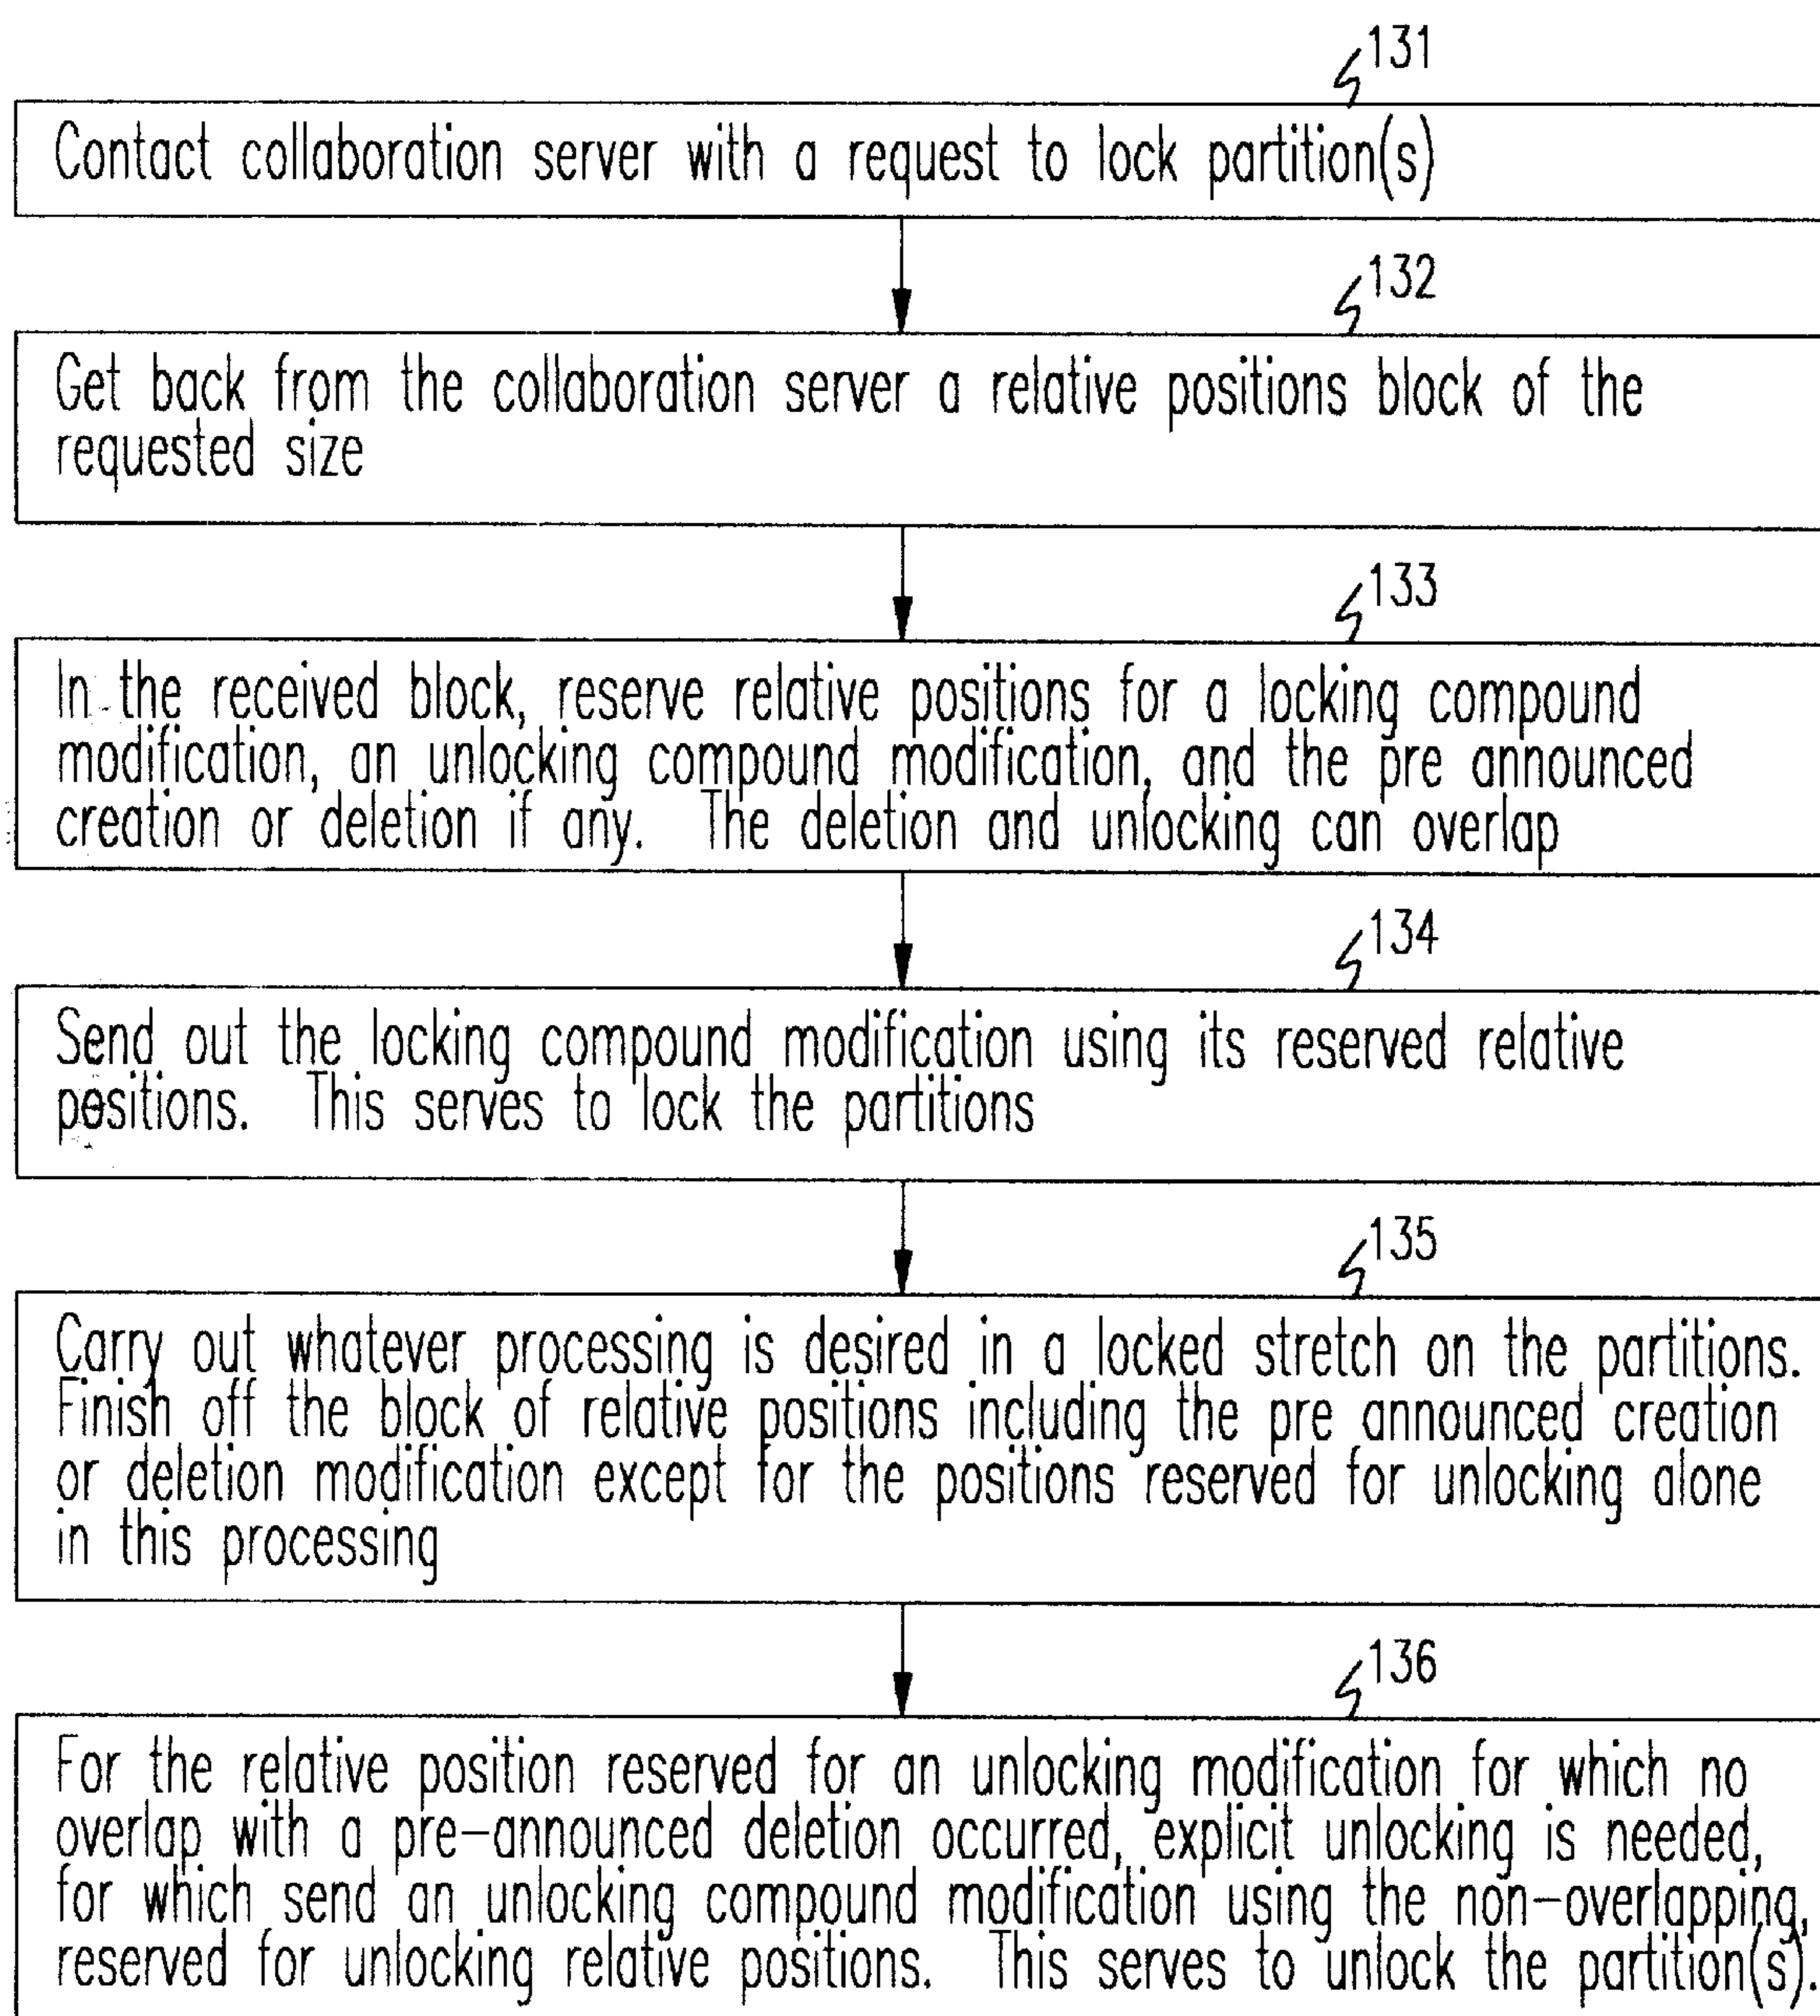 131
Contact collaboration server with a request to lock partition(s)
132
Get back from the collaboration server a relative positions block of the
requested size
133
In the received block, reserve relative positions for a locking compound
modification, an unlocking compound modification, and the pre announced
creation or deletion if any. The deletion and unlocking can overlap
134
Send out the locking compound modification using its reserved relative
positions. This serves to lock the partitions
135
Carry out whatever processing is desired in a locked stretch on the partitions.
Finish off the block of relative positions including the pre announced creation
or deletion modification except for the positions reserved for unlocking alone
in this processing
136
For the relative position reserved for an unlocking modification for which no
overlap with a pre-announced deletion occurred, explicit unlocking is needed,
for which send an unlocking compound modification using the non-overlapping,
reserved for unlocking relative positions. This serves to unlock the partition(s).